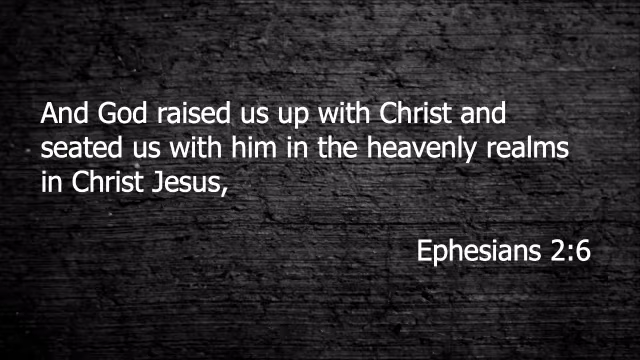 And God raised us up with Christ and
seated us with him in the heavenly realms
in Christ Jesus,
Ephesians 2:6